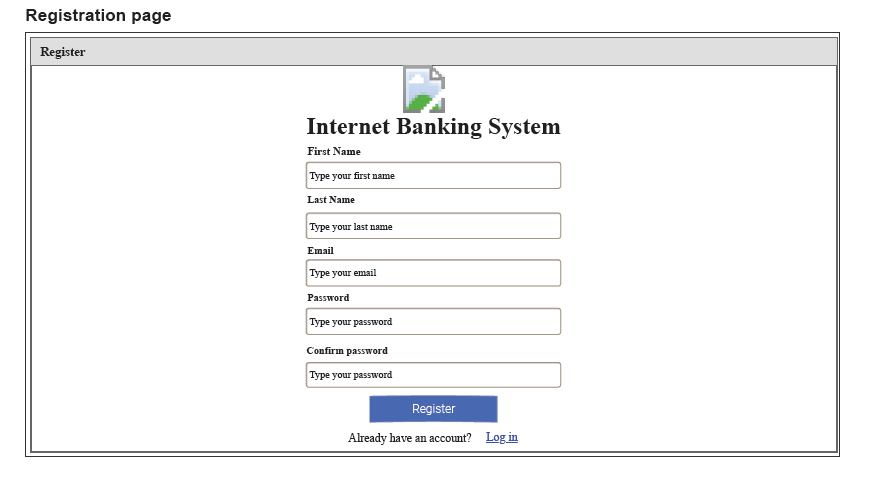 Registration page
Register
Internet Banking System
First Name
Type your first name
Last Name
Type your last name
Email
Type your email
Password
Type your password
Confirm password
Type your password
Register
Already have an account? Log in